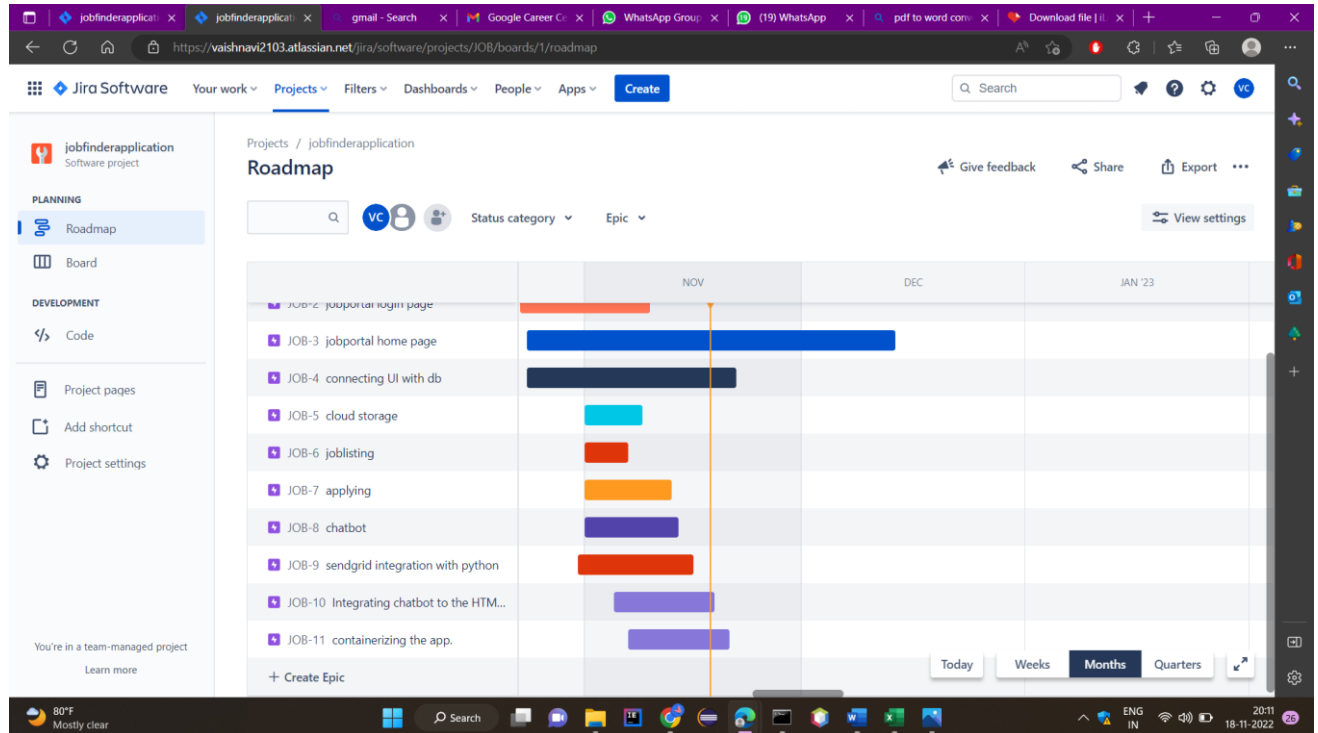 jobfinderapplicati
jobfinderapplicati
gmail - Search
Google Career Ce
WhatsApp Group
(19) WhatsApp
pdf to word conv
Download file | iL
https://vaishnavi2103.atlassian.net/jira/software/projects/JOB/boards/1/roadmap
Jira Software
Your work
Projects
Filters
Dashboards
People
Apps
Create
Search
VC
jobfinderapplication
Software project
PLANNING
Roadmap
Board
DEVELOPMENT
Code
Project pages
Add shortcut
Project settings
You're in a team-managed project
Learn more
Projects / jobfinderapplication
Roadmap
Give feedback
Share
Export
VC
Status category
Epic
View settings
NOV
DEC
JAN '23
JOB-2 jobportal login page
JOB-3 jobportal home page
JOB-4 connecting UI with db
JOB-5 cloud storage
JOB-6 joblisting
JOB-7 applying
JOB-8 chatbot
JOB-9 sendgrid integration with python
JOB-10 Integrating chatbot to the HTM...
JOB-11 containerizing the app.
+ Create Epic
Today
Weeks
Months
Quarters
80°F
Mostly clear
Search
ENG
IN
20:11
18-11-2022
26